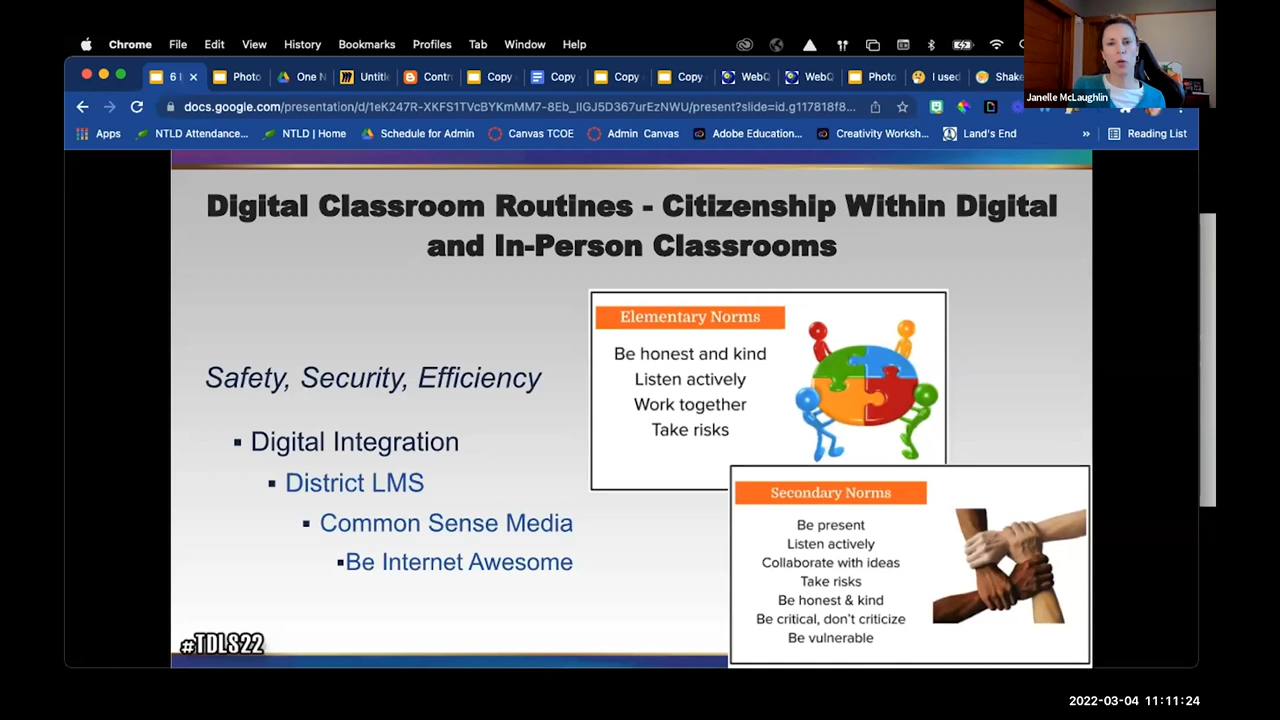 Chrome File Edit View History Bookmarks Profiles Tab Window Help
Janelle McLaughlin
6 Photo One N Untitl Contr Copy Copy Copy Copy WebQ WebQ Photo I used Shake
docs.google.com/presentation/d/1eK247R-XKFS1TVcBYKmMM7-8Eb_IIGJ5D367urEzNWU/present?slide=id.g117818f8...
Apps NTLD Attendance... NTLD | Home Schedule for Admin Canvas TCOE Admin Canvas Adobe Education... Creativity Worksh... Land's End » Reading List
Digital Classroom Routines - Citizenship Within Digital
and In-Person Classrooms
Safety, Security, Efficiency
Digital Integration
District LMS
Common Sense Media
Be Internet Awesome
Elementary Norms
Be honest and kind
Listen actively
Work together
Take risks
Secondary Norms
Be present
Listen actively
Collaborate with ideas
Take risks
Be honest & kind
Be critical, don't criticize
Be vulnerable
#TDLS22
2022-03-04 11:11:24